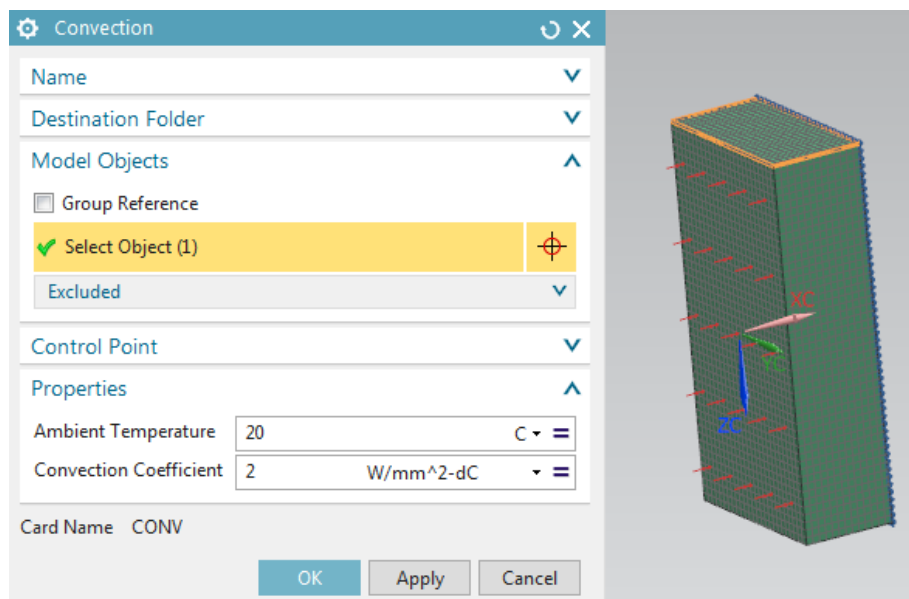 Convection
Name
Destination Folder
Model Objects
Group Reference
Select Object (1)
Excluded
Control Point
Properties
Ambient Temperature 20 C
Convection Coefficient 2 W/mm^2-dC
Card Name CONV
OK Apply Cancel
XC
YC
ZC